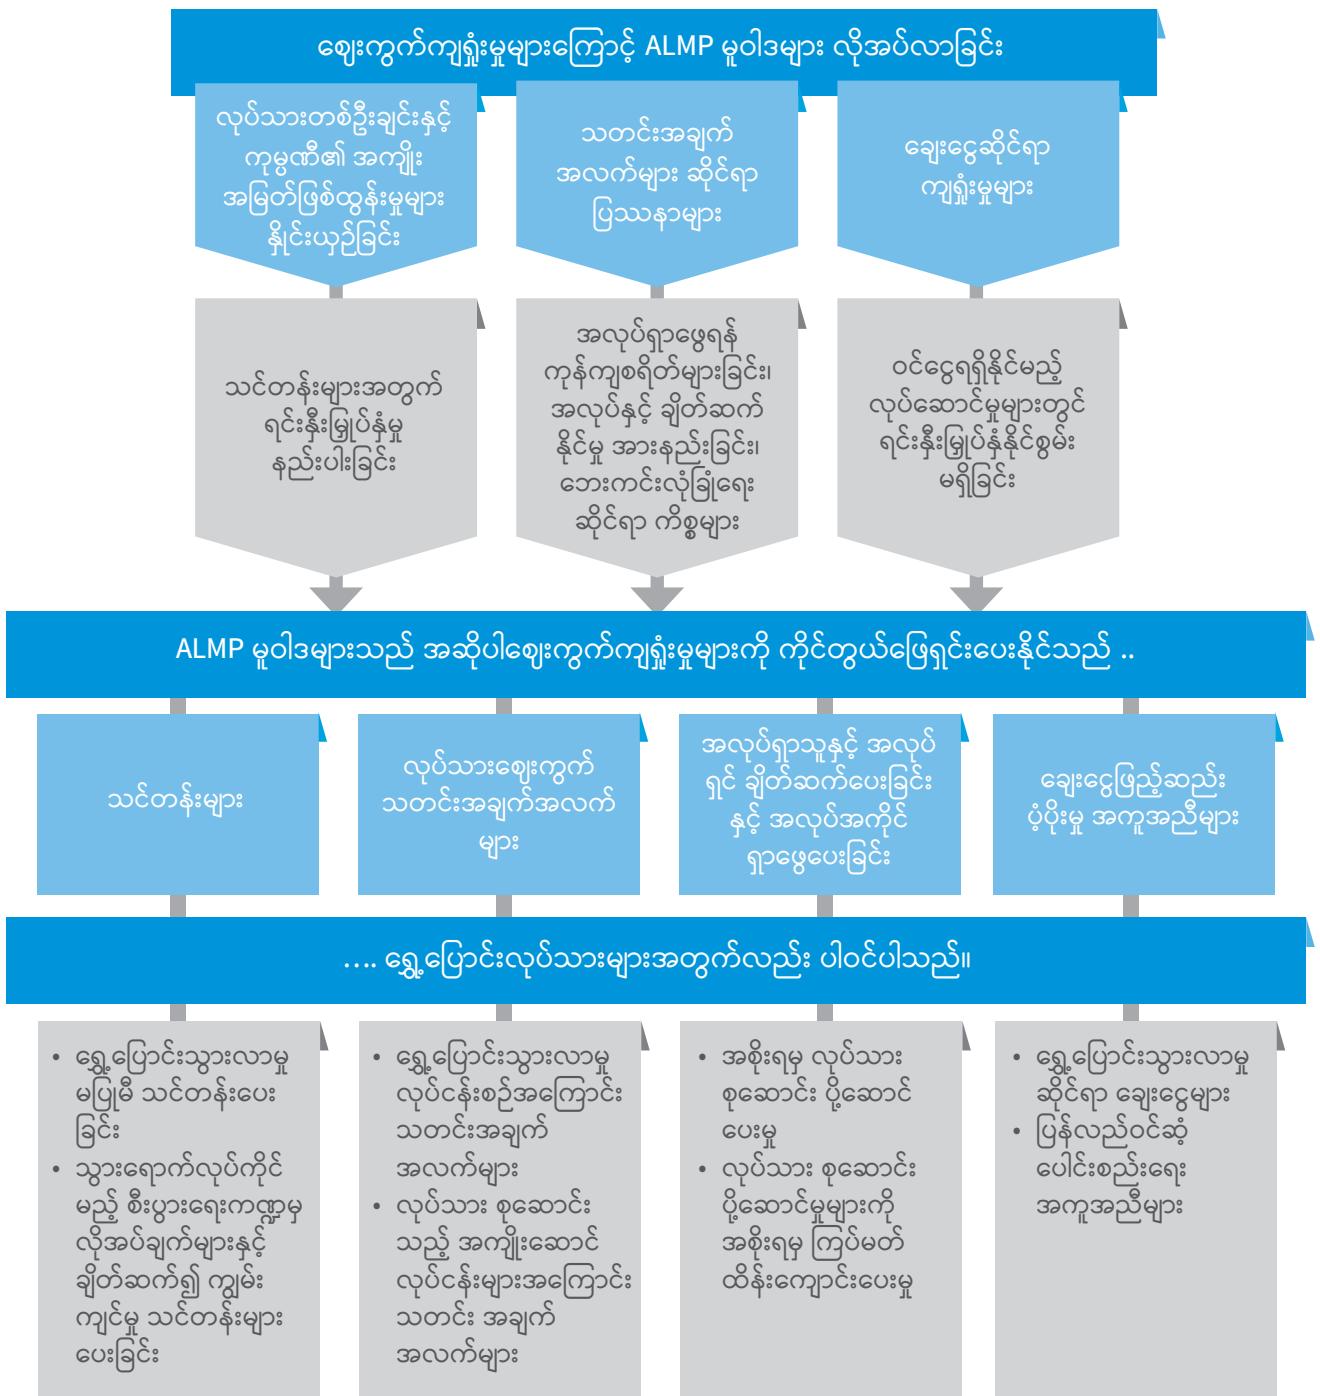 ဈေးကွက်ကျရှုံးမှုများကြောင့် ALMP မူဝါဒများ လိုအပ်လာခြင်း
လုပ်သားတစ်ဦးချင်းနှင့်
ကုမ္ပဏီ၏ အကျိုး
အမြတ်ဖြစ်ထွန်းမှုများ
နှိုင်းယှဉ်ခြင်း
သတင်းအချက်
အလက်များ ဆိုင်ရာ
ပြဿနာများ
ချေးငွေဆိုင်ရာ
ကျရှုံးမှုများ
သင်တန်းများအတွက်
ရင်းနှီးမြှုပ်နှံမှု
နည်းပါးခြင်း
အလုပ်ရှာဖွေရန်
ကုန်ကျစရိတ်များခြင်း၊
အလုပ်နှင့် ချိတ်ဆက်
နိုင်မှု အားနည်းခြင်း၊
ဘေးကင်းလုံခြုံရေး
ဆိုင်ရာ ကိစ္စများ
ဝင်ငွေရရှိနိုင်မည့်
လုပ်ဆောင်မှုများတွင်
ရင်းနှီးမြှုပ်နှံနိုင်စွမ်း
မရှိခြင်း
ALMP မူဝါဒများသည် အဆိုပါဈေးကွက်ကျရှုံးမှုများကို ကိုင်တွယ်ဖြေရှင်းပေးနိုင်သည် ..
သင်တန်းများ
လုပ်သားဈေးကွက်
သတင်းအချက်အလက်
များ
အလုပ်ရှာသူနှင့် အလုပ်
ရှင် ချိတ်ဆက်ပေးခြင်း
နှင့် အလုပ်အကိုင်
ရှာဖွေပေးခြင်း
ချေးငွေဖြည့်ဆည်း
ပံ့ပိုးမှု အကူအညီများ
.... ရွှေ့ပြောင်းလုပ်သားများအတွက်လည်း ပါဝင်ပါသည်။
• ရွှေ့ပြောင်းသွားလာမှု
မပြုမီ သင်တန်းပေး
ခြင်း
• သွားရောက်လုပ်ကိုင်
မည့် စီးပွားရေးကဏ္ဍမှ
လိုအပ်ချက်များနှင့်
ချိတ်ဆက်၍ ကျွမ်း
ကျင်မှု သင်တန်းများ
ပေးခြင်း
• ရွှေ့ပြောင်းသွားလာမှု
လုပ်ငန်းစဉ်အကြောင်း
သတင်းအချက်
အလက်များ
• လုပ်သား စုဆောင်း
သည့် အကျိုးဆောင်
လုပ်ငန်းများအကြောင်း
သတင်း အချက်
အလက်များ
• အစိုးရမှ လုပ်သား
စုဆောင်း ပို့ဆောင်
ပေးမှု
• လုပ်သား စုဆောင်း
ပို့ဆောင်မှုများကို
အစိုးရမှ ကြပ်မတ်
ထိန်းကျောင်းပေးမှု
• ရွှေ့ပြောင်းသွားလာမှု
ဆိုင်ရာ ချေးငွေများ
• ပြန်လည်ဝင်ဆံ့
ပေါင်းစည်းရေး
အကူအညီများ